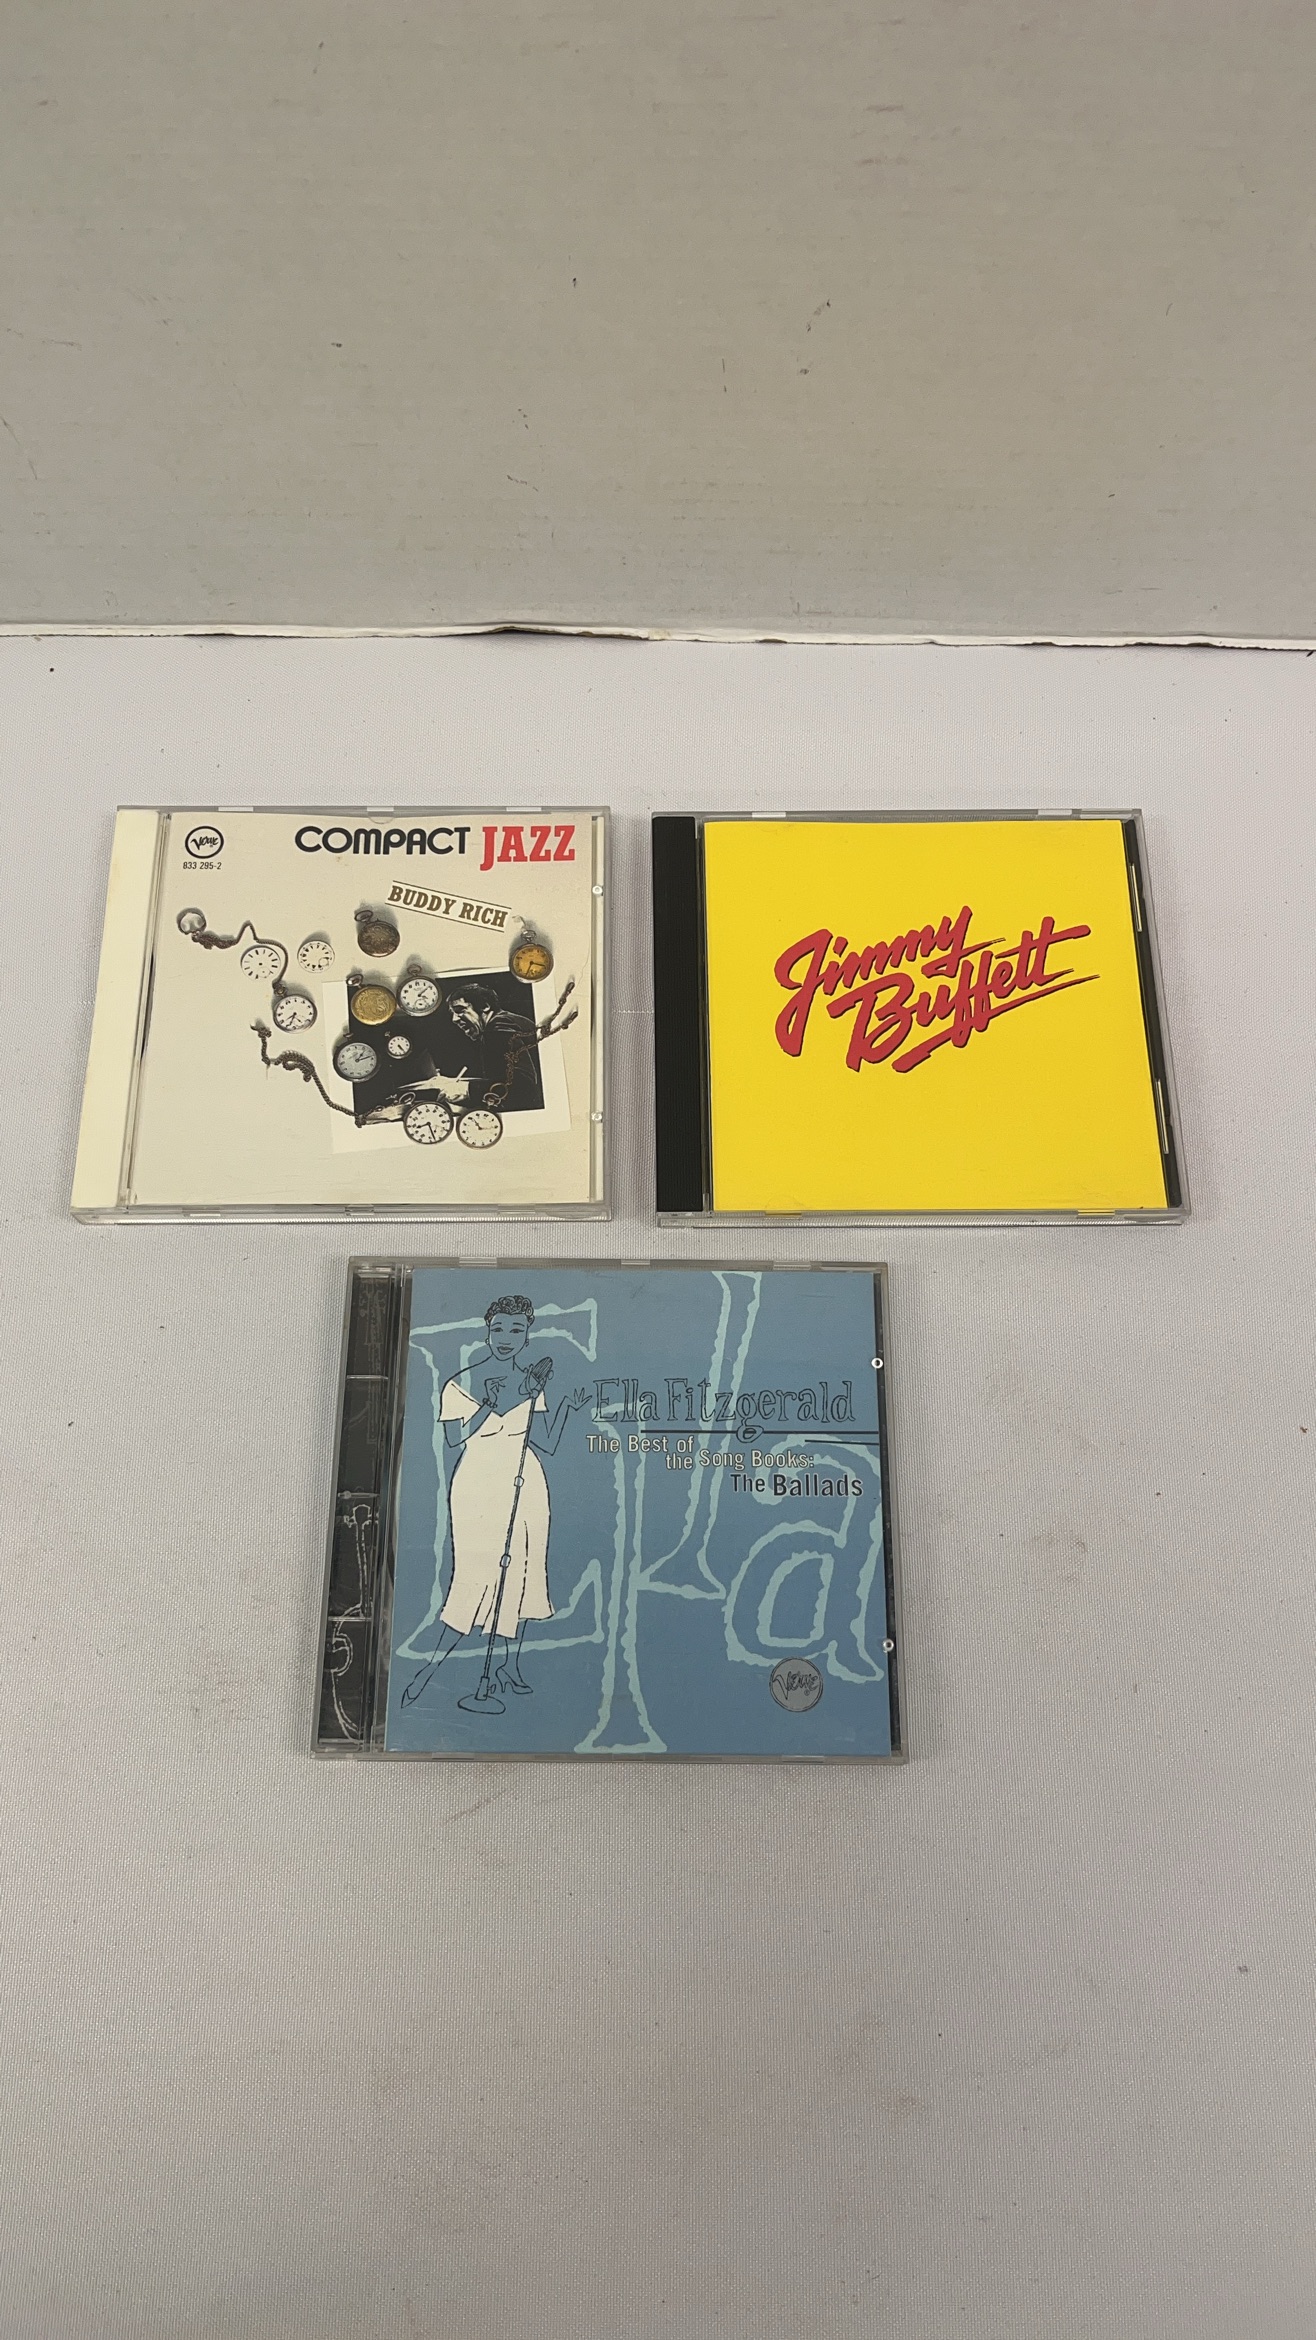 Verve
833 295-2
COMPACT JAZZ
BUDDY RICH
Jimmy
Buffett
Ella
Ella Fitzgerald
The Best of
the Song Books:
The Ballads
Verve